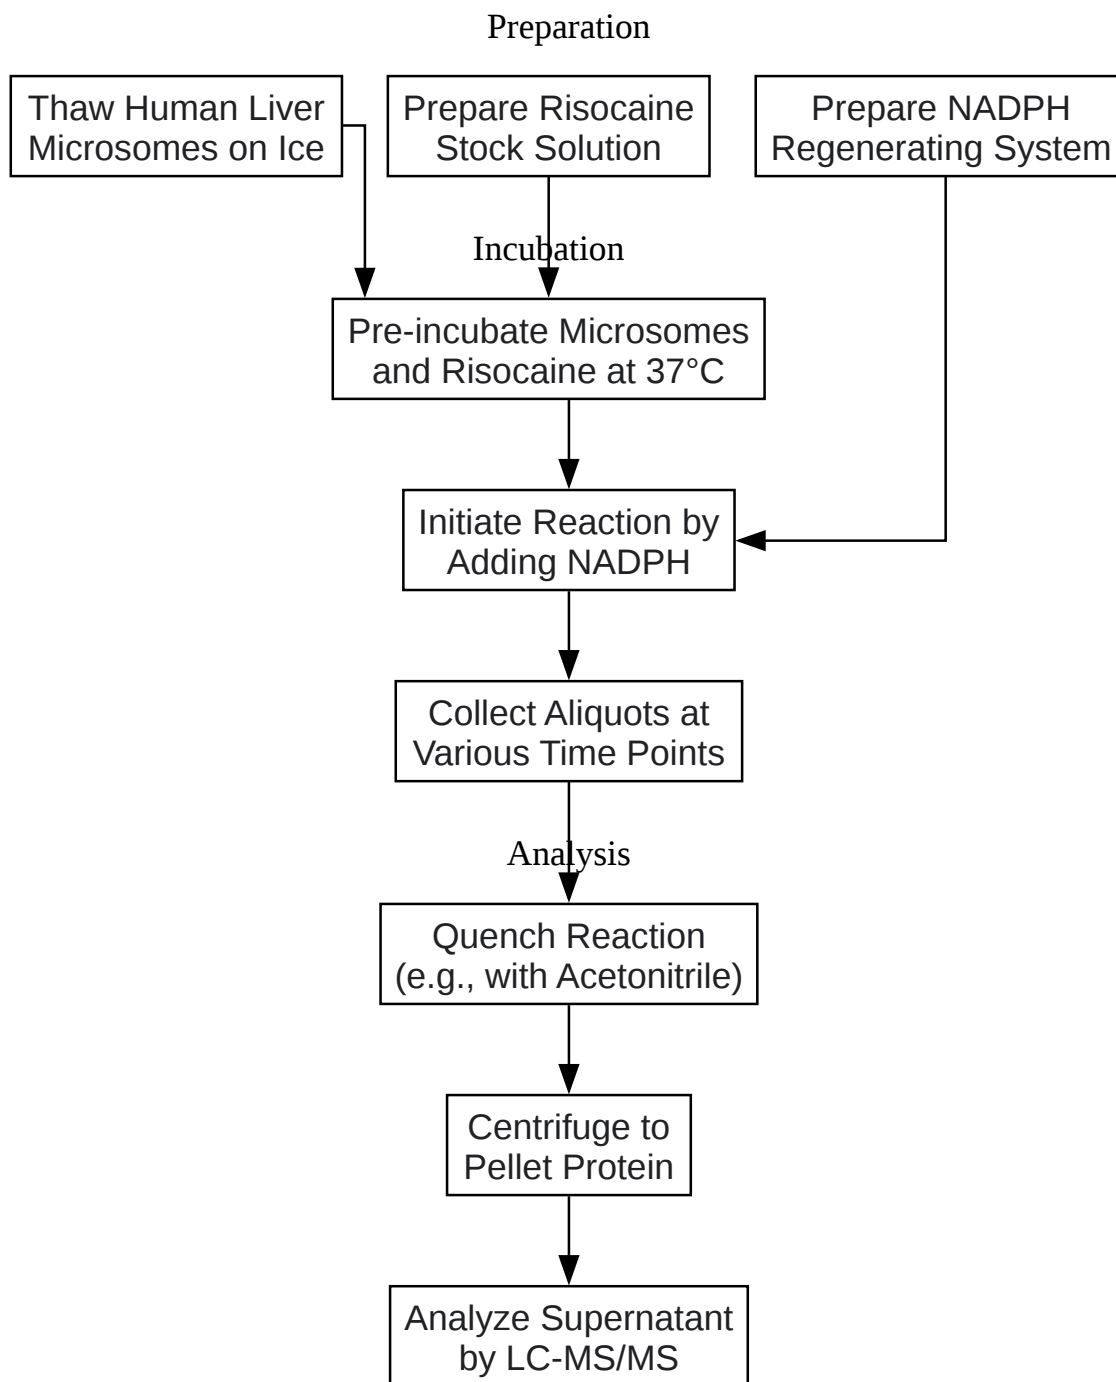 Preparation
Thaw Human Liver
Microsomes on Ice
Prepare Risocaine
Stock Solution
Prepare NADPH
Regenerating System
Incubation
Pre-incubate Microsomes
and Risocaine at 37°C
Initiate Reaction by
Adding NADPH
Collect Aliquots at
Various Time Points
Analysis
Quench Reaction
(e.g., with Acetonitrile)
Centrifuge to
Pellet Protein
Analyze Supernatant
by LC-MS/MS